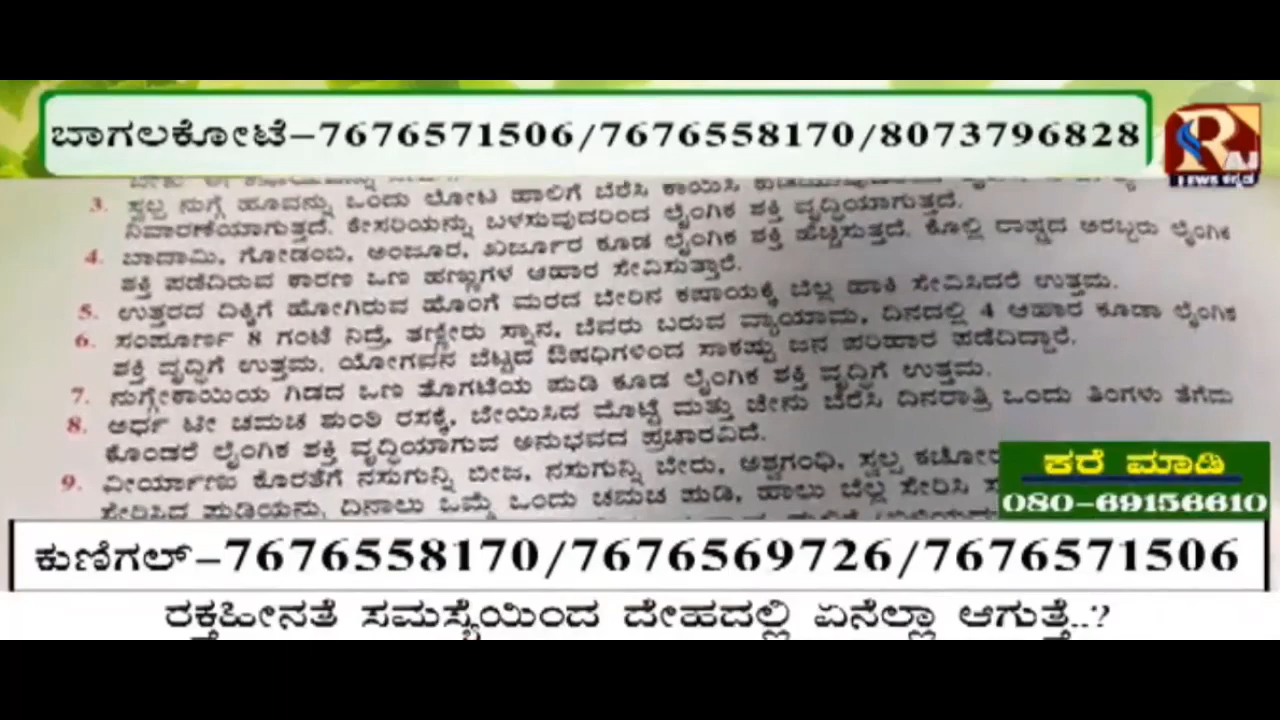 ಬಾಗಲಕೋಟೆ–7676571506/7676558170/8073796828
RAJ
NEWS ಕನ್ನಡ
3. ಸ್ವಲ್ಪ ನುಗ್ಗೆ ಹೂವನ್ನು ಒಂದು ಲೋಟ ಹಾಲಿಗೆ ಬೆರೆಸಿ ಕಾಯಿಸಿ
ನಿವಾರಣೆಯಾಗುತ್ತದೆ. ಕೇಸರಿಯನ್ನು ಬಳಸುವುದರಿಂದ ಲೈಂಗಿಕ ಶಕ್ತಿ ವೃದ್ಧಿಯಾಗುತ್ತದೆ.
4. ಬಾದಾಮಿ, ಗೋಡಂಬಿ, ಅಂಜೂರ, ಖರ್ಜೂರ ಕೂಡ ಲೈಂಗಿಕ ಶಕ್ತಿ ಹೆಚ್ಚಿಸುತ್ತದೆ. ಕೊಲ್ಲಿ ರಾಷ್ಟ್ರದ ಅರಬ್ಬರು ಲೈಂಗಿಕ
ಶಕ್ತಿ ಪಡೆದಿರುವ ಕಾರಣ ಒಣ ಹಣ್ಣುಗಳ ಆಹಾರ ಸೇವಿಸುತ್ತಾರೆ.
5. ಉತ್ತರದ ದಿಕ್ಕಿಗೆ ಹೋಗಿರುವ ಹೊಂಗೆ ಮರದ ಬೇರಿನ ಕಷಾಯಕ್ಕೆ ಬೆಲ್ಲ ಹಾಕಿ ಸೇವಿಸಿದರೆ ಉತ್ತಮ.
6. ಸಂಪೂರ್ಣ 8 ಗಂಟೆ ನಿದ್ರೆ, ತಣ್ಣೀರು ಸ್ನಾನ, ಬೆವರು ಬರುವ ವ್ಯಾಯಾಮ, ದಿನದಲ್ಲಿ 4 ಆಹಾರ ಕೂಡಾ ಲೈಂಗಿಕ
ಶಕ್ತಿ ವೃದ್ಧಿಗೆ ಉತ್ತಮ. ಯೋಗವನ ಬೆಟ್ಟದ ಔಷಧಿಗಳಿಂದ ಸಾಕಷ್ಟು ಜನ ಪರಿಹಾರ ಪಡೆದಿದ್ದಾರೆ.
7. ನುಗ್ಗೇಕಾಯಿಯ ಗಿಡದ ಒಣ ತೊಗಟೆಯ ಪುಡಿ ಕೂಡ ಲೈಂಗಿಕ ಶಕ್ತಿ ವೃದ್ಧಿಗೆ ಉತ್ತಮ.
8. ಅರ್ಧ ಟೀ ಚಮಚ ಶುಂಠಿ ರಸಕ್ಕೆ, ಬೇಯಿಸಿದ ಮೊಟ್ಟೆ ಮತ್ತು ಜೇನು ಬೆರೆಸಿ ದಿನರಾತ್ರಿ ಒಂದು ತಿಂಗಳು ತೆಗೆದು
ಕೊಂಡರೆ ಲೈಂಗಿಕ ಶಕ್ತಿ ವೃದ್ಧಿಯಾಗುವ ಅನುಭವದ ಪ್ರಚಾರವಿದೆ.
9. ವೀರ್ಯಾಣು ಕೊರತೆಗೆ ನಸುಗುನ್ನಿ ಬೀಜ, ನಸುಗುನ್ನಿ ಬೇರು, ಅಶ್ವಗಂಧಿ, ಸ್ವಲ್ಪ
ಸೇರಿಸಿದ ಪುಡಿಯನ್ನು ದಿನಾಲು ಒಮ್ಮೆ ಒಂದು ಚಮಚ ಪುಡಿ, ಹಾಲು ಬೆಲ್ಲ ಸೇರಿಸಿ
ಕರೆ ಮಾಡಿ
080-69156610
ಕುಣಿಗಲ್–7676558170/7676569726/7676571506
ರಕ್ತಹೀನತೆ ಸಮಸ್ಯೆಯಿಂದ ದೇಹದಲ್ಲಿ ಏನೆಲ್ಲಾ ಆಗುತ್ತೆ..?